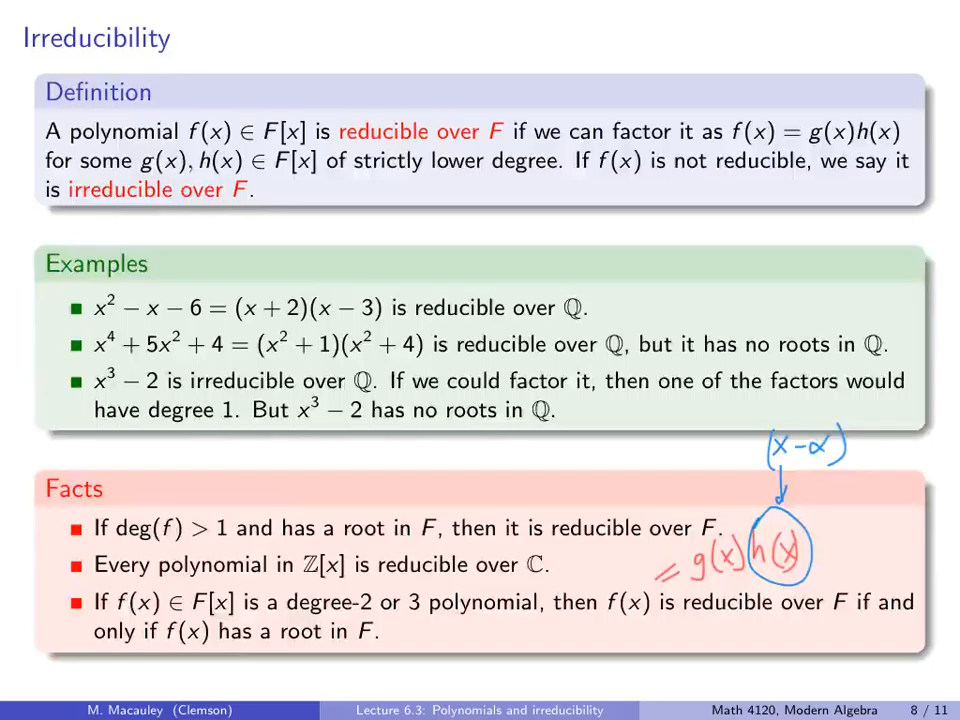 Irreducibility
Definition
A polynomial f(x) ∈ F[x] is reducible over F if we can factor it as f(x) = g(x)h(x)
for some g(x), h(x) ∈ F[x] of strictly lower degree. If f(x) is not reducible, we say it
is irreducible over F.
Examples
■ x² − x − 6 = (x + 2)(x − 3) is reducible over ℚ.
■ x⁴ + 5x² + 4 = (x² + 1)(x² + 4) is reducible over ℚ, but it has no roots in ℚ.
■ x³ − 2 is irreducible over ℚ. If we could factor it, then one of the factors would
have degree 1. But x³ − 2 has no roots in ℚ.
(x−α)
Facts
■ If deg(f) > 1 and has a root in F, then it is reducible over F.
= g(x) h(x)
■ Every polynomial in ℤ[x] is reducible over ℂ.
■ If f(x) ∈ F[x] is a degree-2 or 3 polynomial, then f(x) is reducible over F if and
only if f(x) has a root in F.
M. Macauley (Clemson) Lecture 6.3: Polynomials and irreducibility Math 4120, Modern Algebra 8 / 11